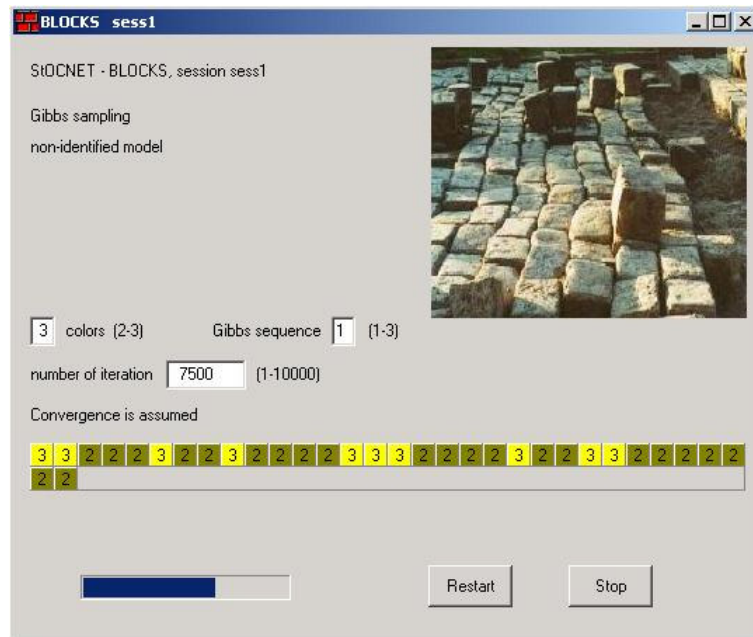 BLOCKS sess1
StOCNET - BLOCKS, session sess1
Gibbs sampling
non-identified model
3 colors (2-3) Gibbs sequence 1 (1-3)
number of iteration 7500 (1-10000)
Convergence is assumed
3 3 2 2 2 3 2 2 3 2 2 2 2 3 3 3 2 2 2 2 3 2 2 3 3 2 2 2 2 2
2 2
Restart Stop